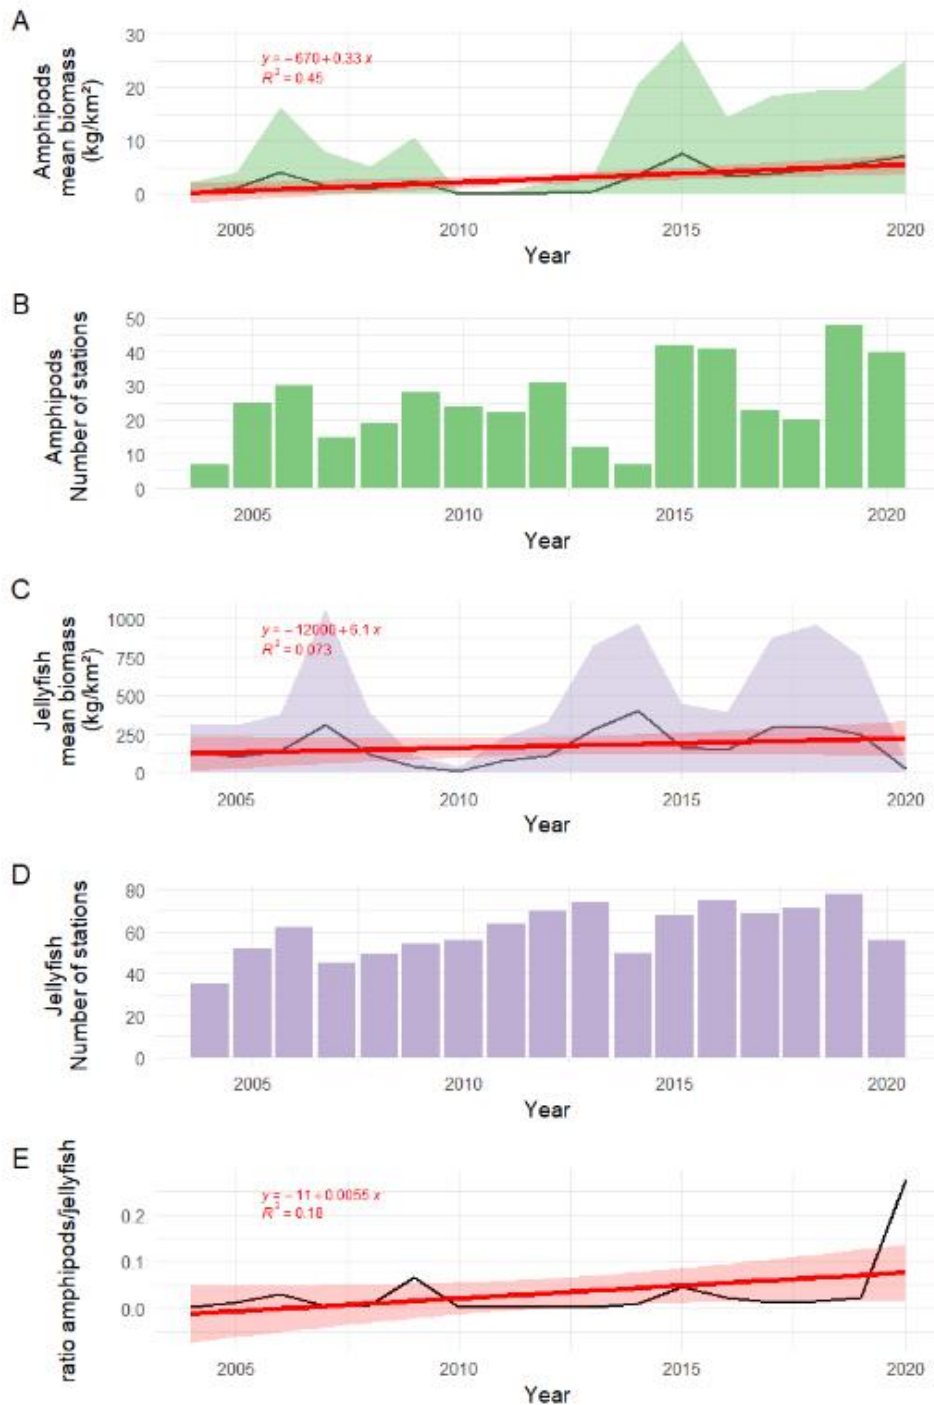 A
Amphipods
mean biomass
(kg/km²)
30
20
10
0
y = −670+0.33 x
R² = 0.45
2005 2010 2015 2020
Year
B
Amphipods
Number of stations
50
40
30
20
10
0
2005 2010 2015 2020
Year
C
Jellyfish
mean biomass
(kg/km²)
1000
750
500
250
0
y = −12000+6.1 x
R² = 0.073
2005 2010 2015 2020
Year
D
Jellyfish
Number of stations
80
60
40
20
0
2005 2010 2015 2020
Year
E
ratio amphipods/jellyfish
0.2
0.1
0.0
y = −11+0.0055 x
R² = 0.18
2005 2010 2015 2020
Year